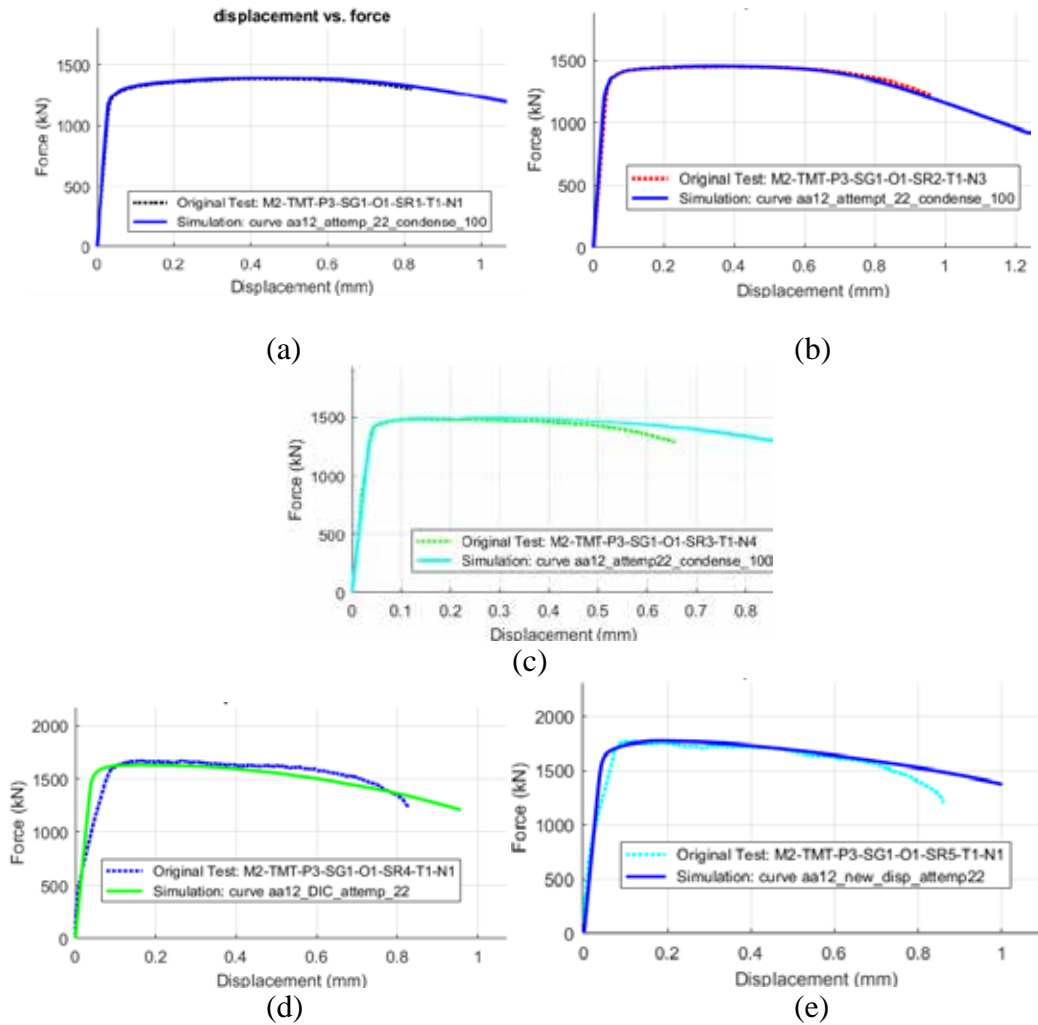 displacement vs. force
1500
1000
500
0
Force (kN)
Original Test: M2-TMT-P3-SG1-O1-SR1-T1-N1
Simulation: curve aa12_attemp_22_condense_100
0 0.2 0.4 0.6 0.8 1
Displacement (mm)
(a)
1500
1000
500
0
Force (kN)
Original Test: M2-TMT-P3-SG1-O1-SR2-T1-N3
Simulation: curve aa12_attempt_22_condense_100
0 0.2 0.4 0.6 0.8 1 1.2
Displacement (mm)
(b)
1500
1000
500
0
Force (kN)
Original Test: M2-TMT-P3-SG1-O1-SR3-T1-N4
Simulation: curve aa12_attemp22_condense_100
0 0.1 0.2 0.3 0.4 0.5 0.6 0.7 0.8
Displacement (mm)
(c)
2000
1500
1000
500
0
Force (kN)
Original Test: M2-TMT-P3-SG1-O1-SR4-T1-N1
Simulation: curve aa12_DIC_attemp_22
0 0.2 0.4 0.6 0.8 1
Displacement (mm)
(d)
2000
1500
1000
500
0
Force (kN)
Original Test: M2-TMT-P3-SG1-O1-SR5-T1-N1
Simulation: curve aa12_new_disp_attemp22
0 0.2 0.4 0.6 0.8 1
Displacement (mm)
(e)